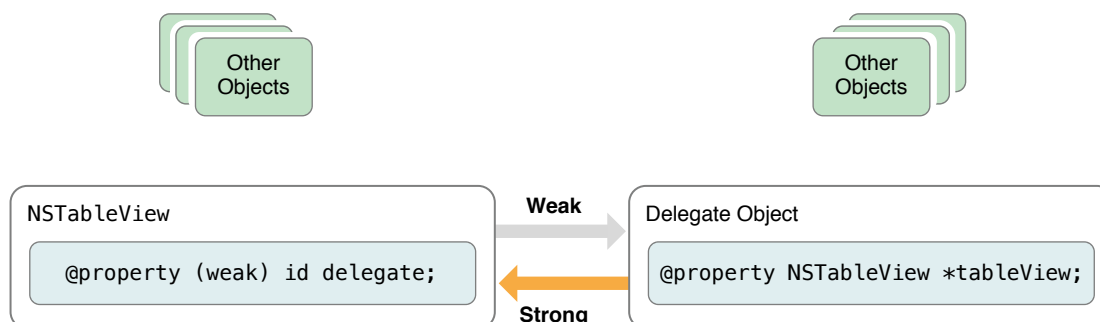 Other
Objects
Other
Objects
NSTableView
Weak
Delegate Object
@property (weak) id delegate;
@property NSTableView *tableView;
Strong